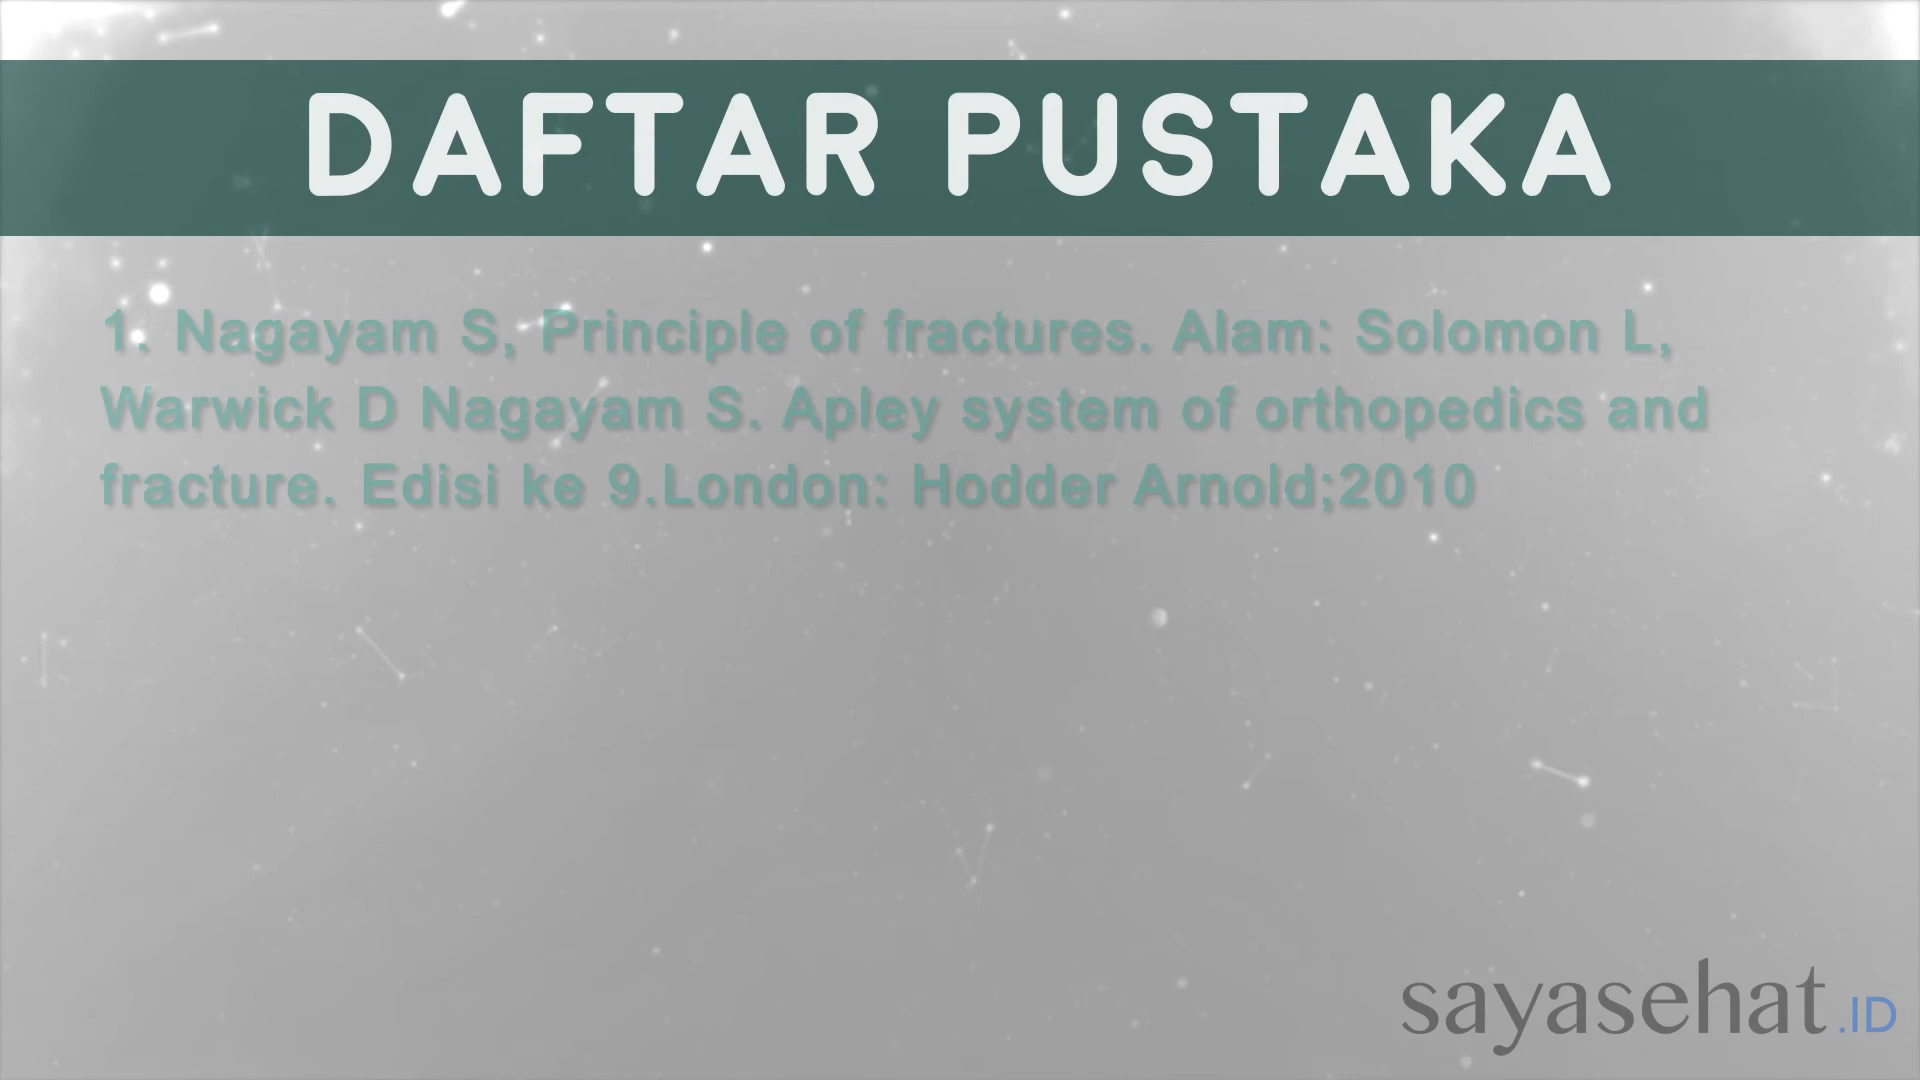 DAFTAR PUSTAKA
1. Nagayam S, Principle of fractures. Alam: Solomon L,
Warwick D Nagayam S. Apley system of orthopedics and
fracture. Edisi ke 9.London: Hodder Arnold;2010
sayasehat.ID